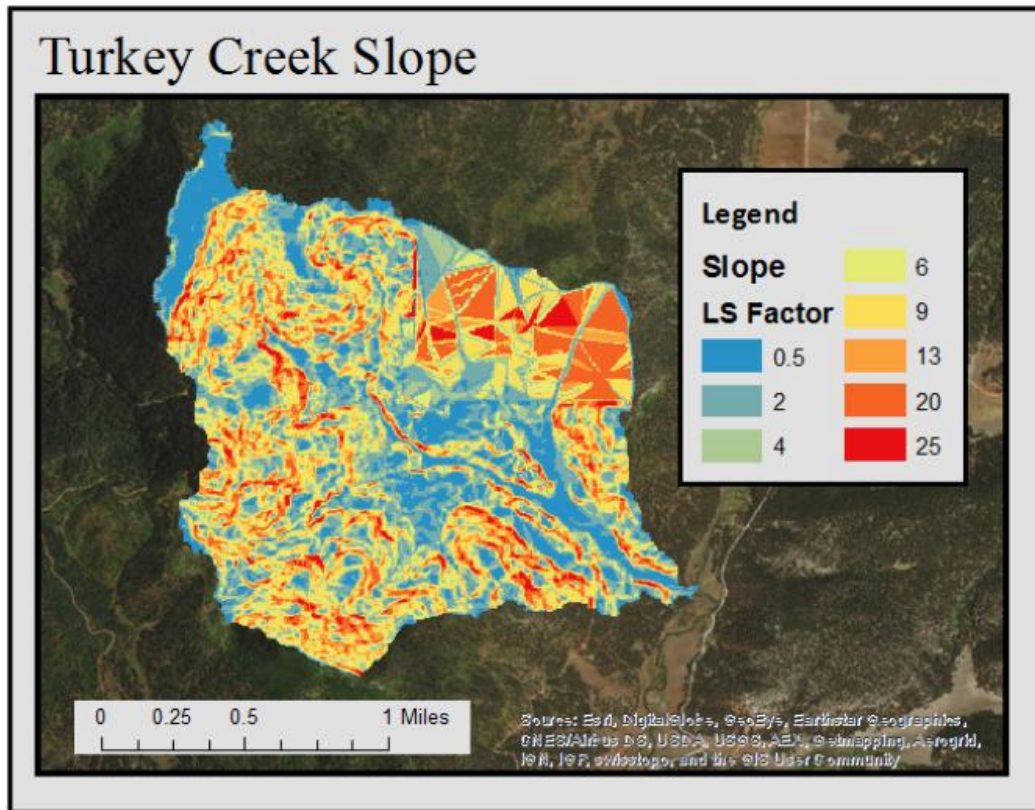 Turkey Creek Slope
Legend
Slope
LS Factor
0.5
2
4
6
9
13
20
25
0 0.25 0.5 1 Miles
Source: Esri, DigitalGlobe, GeoEye, Earthstar Geographics,
CNES/Airbus DS, USDA, USGS, AEX, Getmapping, Aerogrid,
IGN, IGP, swisstopo, and the GIS User Community